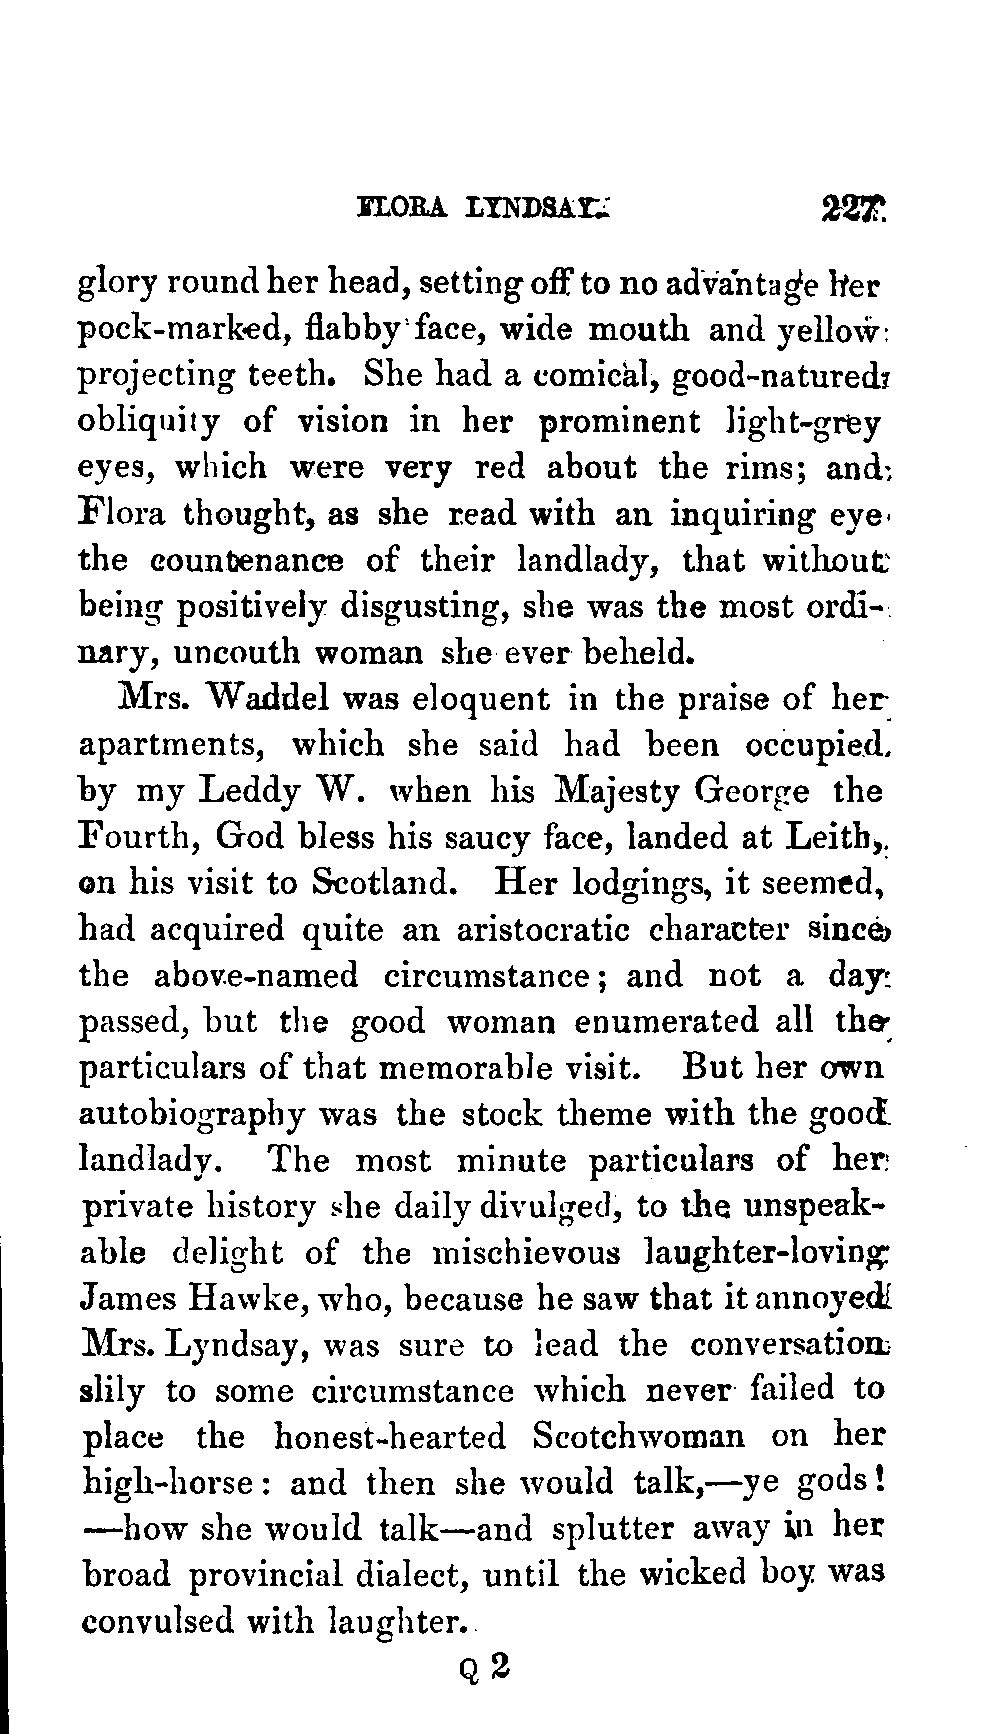 FLORA LYNDSAY. 227
glory round her head, setting off to no advantage her
pock-marked, flabby face, wide mouth and yellow
projecting teeth. She had a comical, good-natured
obliquity of vision in her prominent light-grey
eyes, which were very red about the rims; and
Flora thought, as she read with an inquiring eye
the countenance of their landlady, that without
being positively disgusting, she was the most ordi-
nary, uncouth woman she ever beheld.
Mrs. Waddel was eloquent in the praise of her
apartments, which she said had been occupied
by my Leddy W. when his Majesty George the
Fourth, God bless his saucy face, landed at Leith,
on his visit to Scotland. Her lodgings, it seemed,
had acquired quite an aristocratic character since
the above-named circumstance; and not a day
passed, but the good woman enumerated all the
particulars of that memorable visit. But her own
autobiography was the stock theme with the good
landlady. The most minute particulars of her
private history she daily divulged, to the unspeak-
able delight of the mischievous laughter-loving
James Hawke, who, because he saw that it annoyed
Mrs. Lyndsay, was sure to lead the conversation
slily to some circumstance which never failed to
place the honest-hearted Scotchwoman on her
high-horse: and then she would talk,—ye gods!
—how she would talk—and splutter away in her
broad provincial dialect, until the wicked boy was
convulsed with laughter.
Q 2